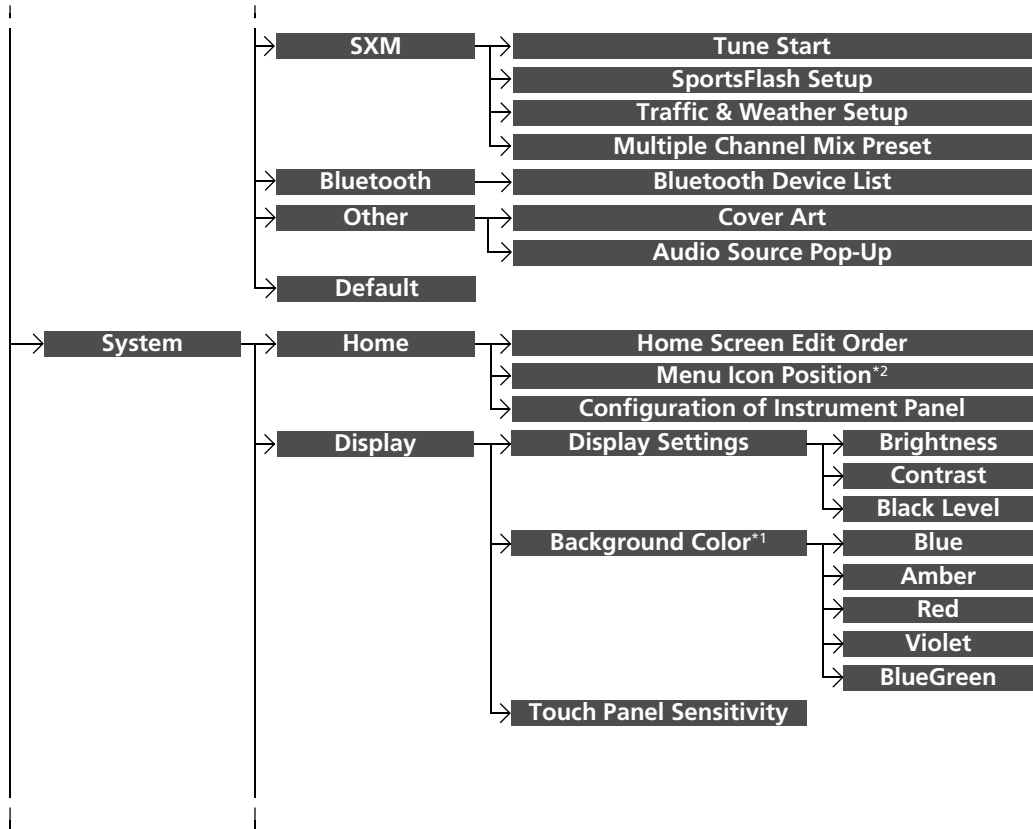 SXM
Tune Start
SportsFlash Setup
Traffic & Weather Setup
Multiple Channel Mix Preset
Bluetooth
Bluetooth Device List
Other
Cover Art
Audio Source Pop-Up
Default
System
Home
Home Screen Edit Order
Menu Icon Position*2
Configuration of Instrument Panel
Display
Display Settings
Brightness
Contrast
Black Level
Background Color*1
Blue
Amber
Red
Violet
BlueGreen
Touch Panel Sensitivity